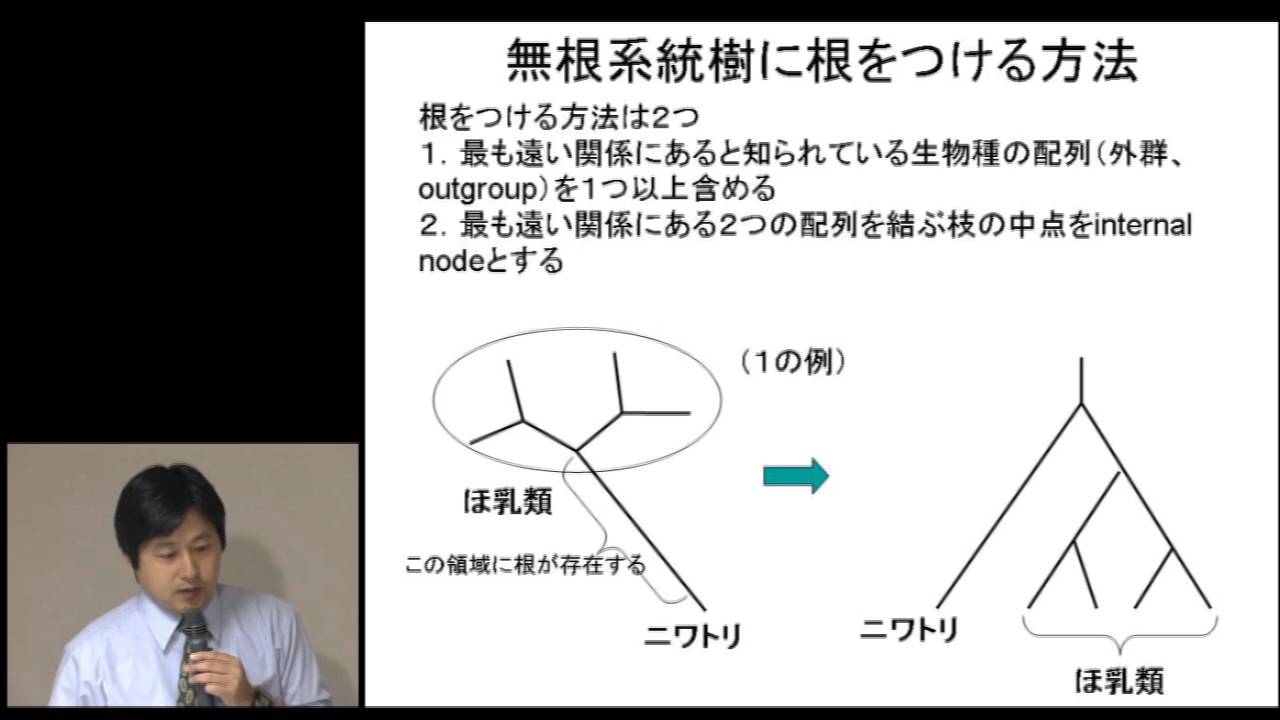 無根系統樹に根をつける方法
根をつける方法は２つ
１．最も遠い関係にあると知られている生物種の配列（外群、
outgroup）を１つ以上含める
２．最も遠い関係にある２つの配列を結ぶ枝の中点をinternal
nodeとする
（１の例）
ほ乳類
この領域に根が存在する
ニワトリ
ニワトリ
ほ乳類